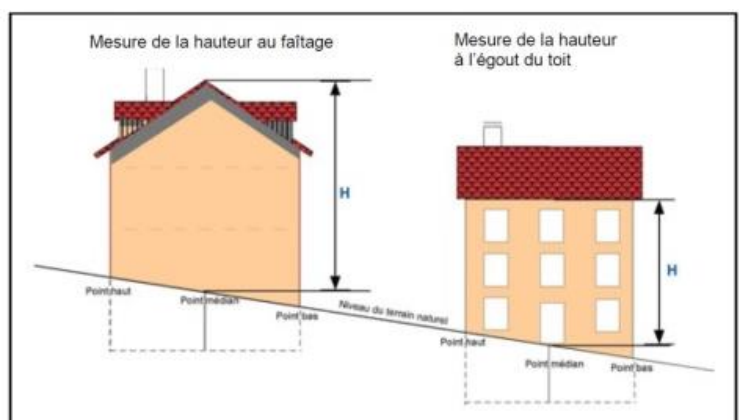 Mesure de la hauteur au faîtage
Mesure de la hauteur
à l'égout du toit
H
H
Point haut
Point médian
Point bas
Niveau du terrain naturel
Point haut
Point médian
Point bas